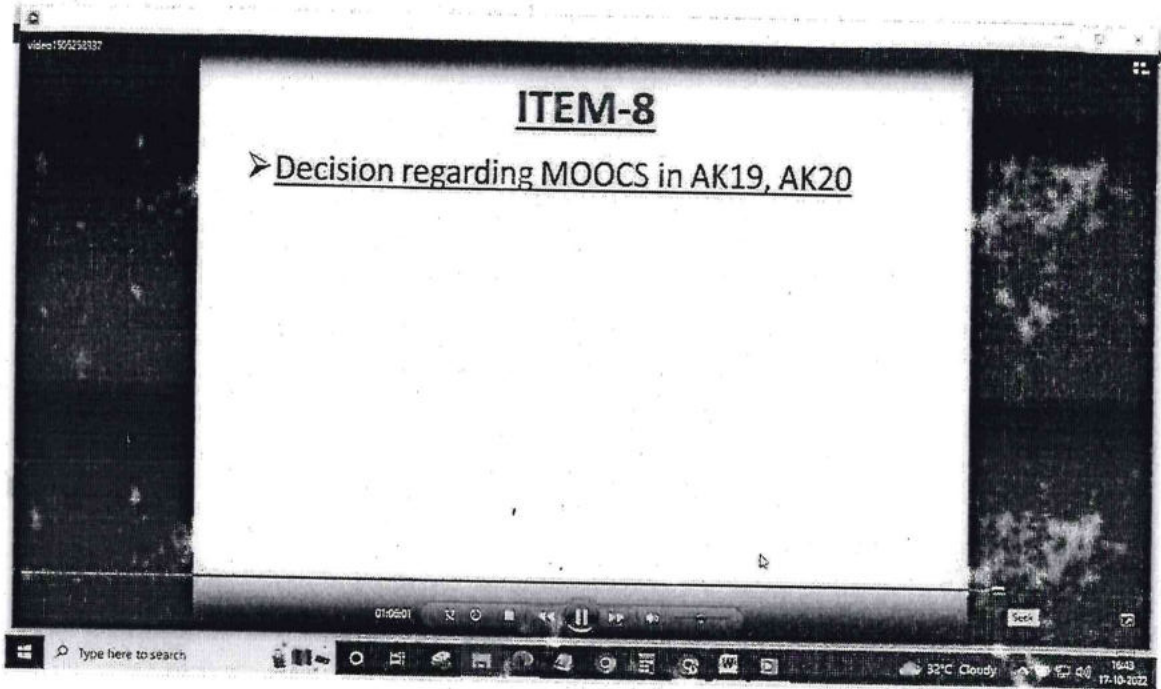 ITEM-8
➢Decision regarding MOOCS in AK19, AK20
01:06:01
Seek
Type here to search
32°C Cloudy
16:43
17-10-2022